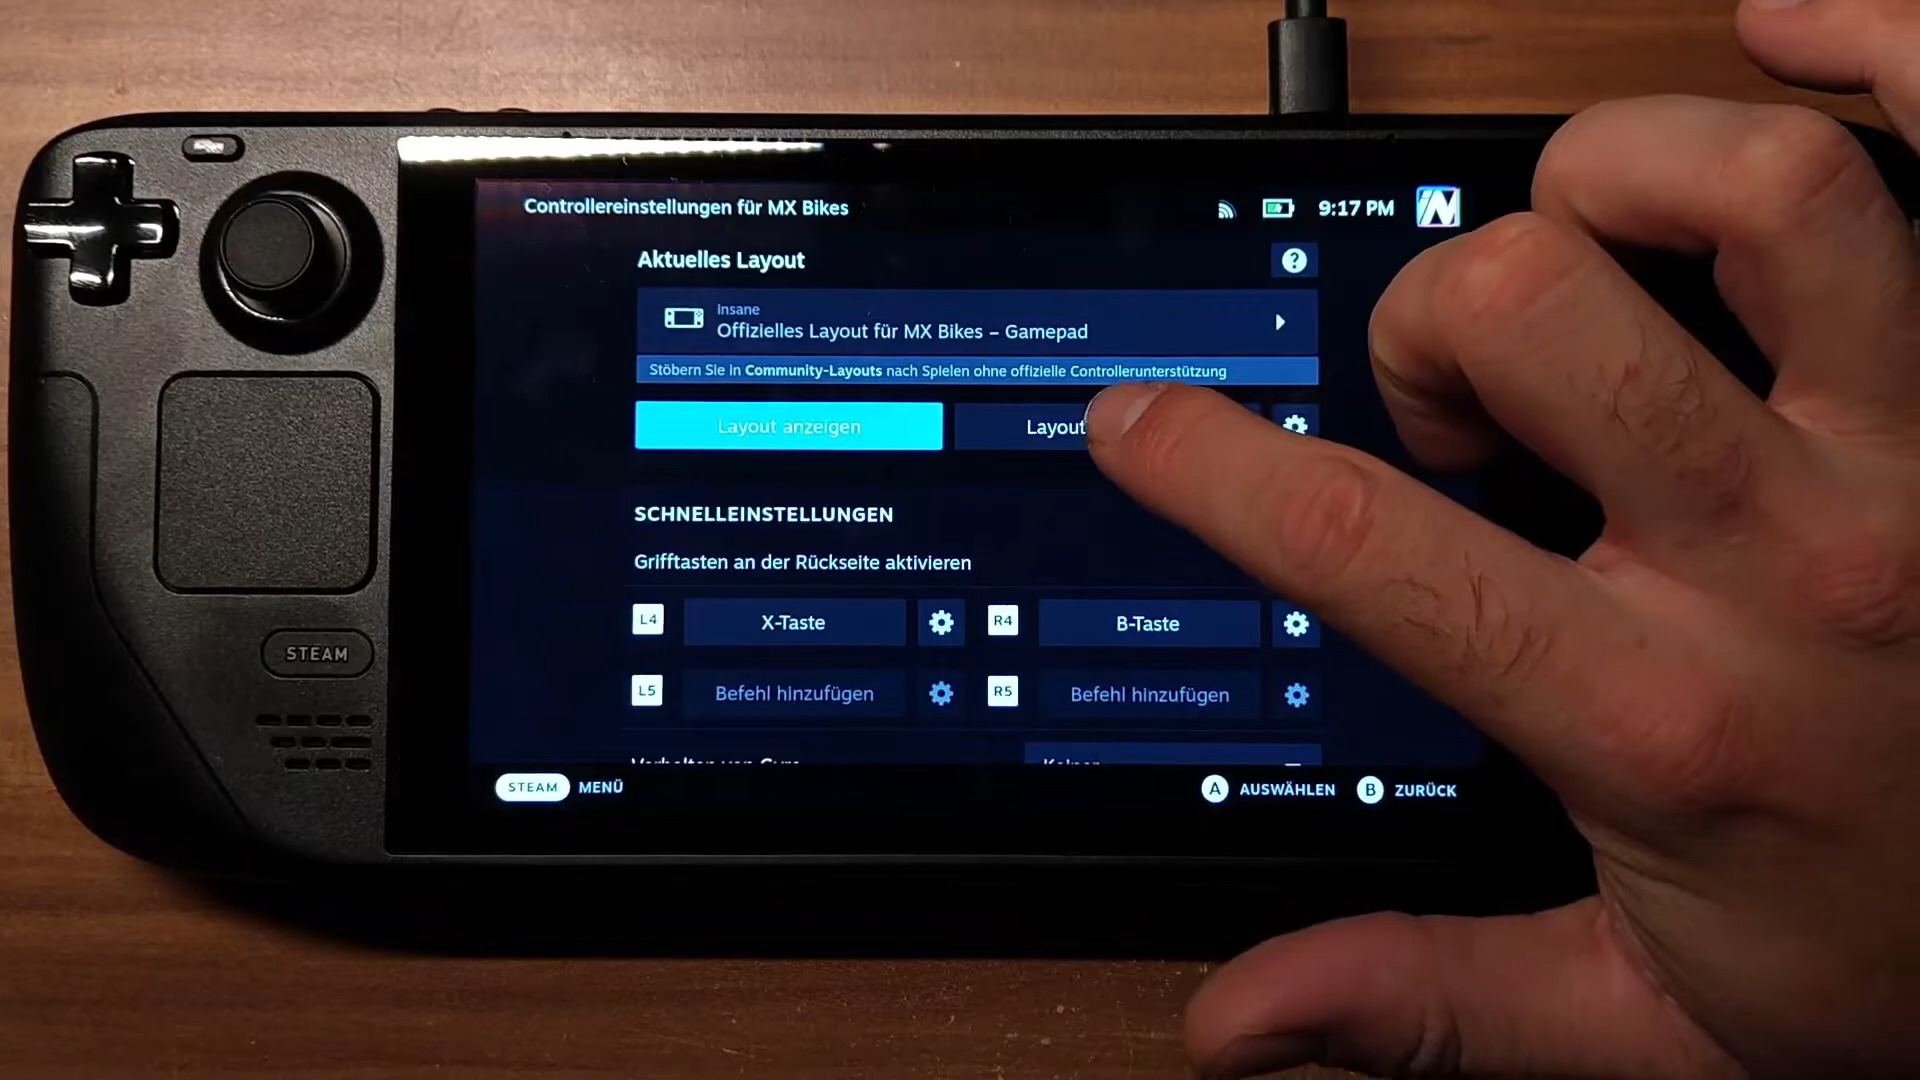 Controllereinstellungen für MX Bikes
9:17 PM
Aktuelles Layout
?
Insane
Offizielles Layout für MX Bikes – Gamepad
Stöbern Sie in Community-Layouts nach Spielen ohne offizielle Controllerunterstützung
Layout anzeigen
Layout
SCHNELLEINSTELLUNGEN
Grifftasten an der Rückseite aktivieren
L4 X-Taste
R4 B-Taste
L5 Befehl hinzufügen
R5 Befehl hinzufügen
STEAM
STEAM MENÜ
A AUSWÄHLEN
B ZURÜCK